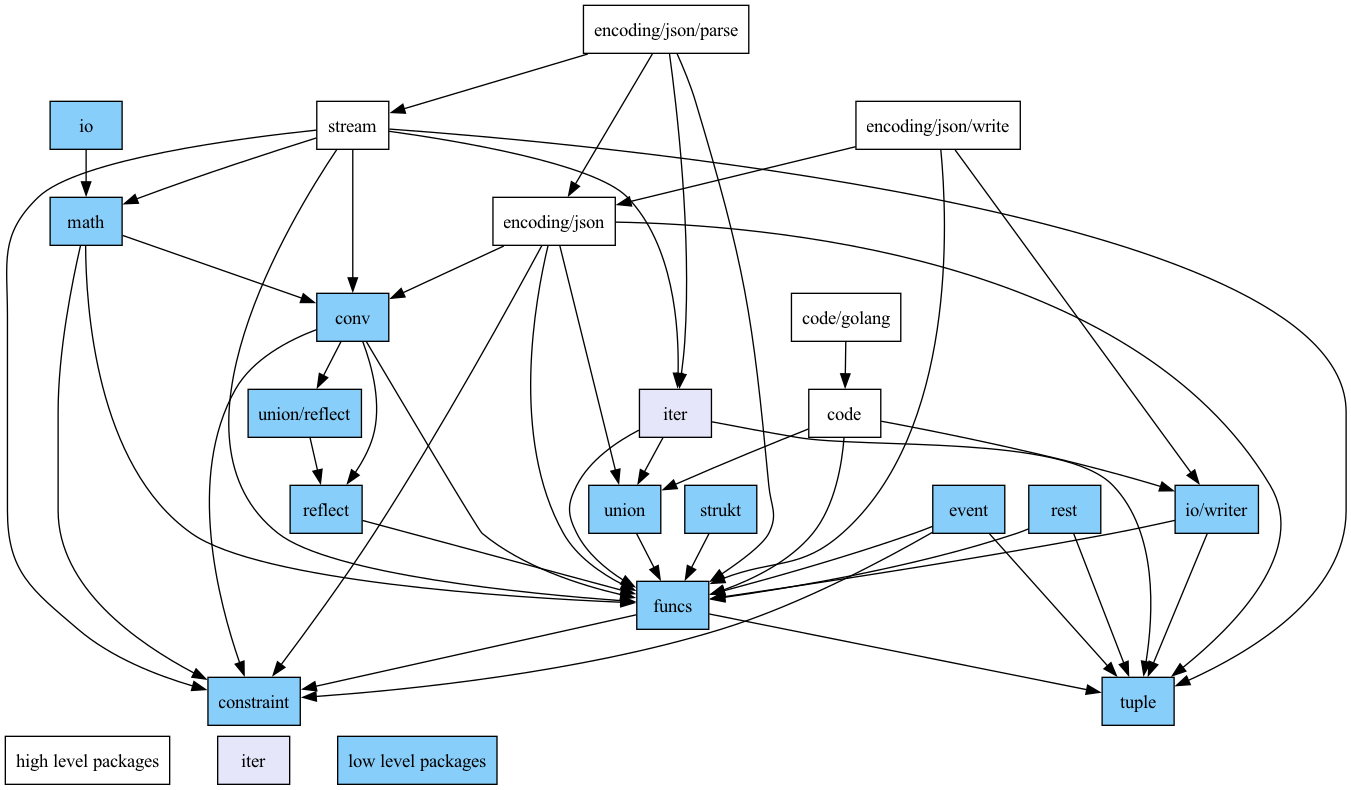 encoding/json/parse
io
stream
encoding/json/write
math
encoding/json
conv
code/golang
union/reflect
iter
code
reflect
union
strukt
event
rest
io/writer
funcs
constraint
tuple
high level packages
iter
low level packages